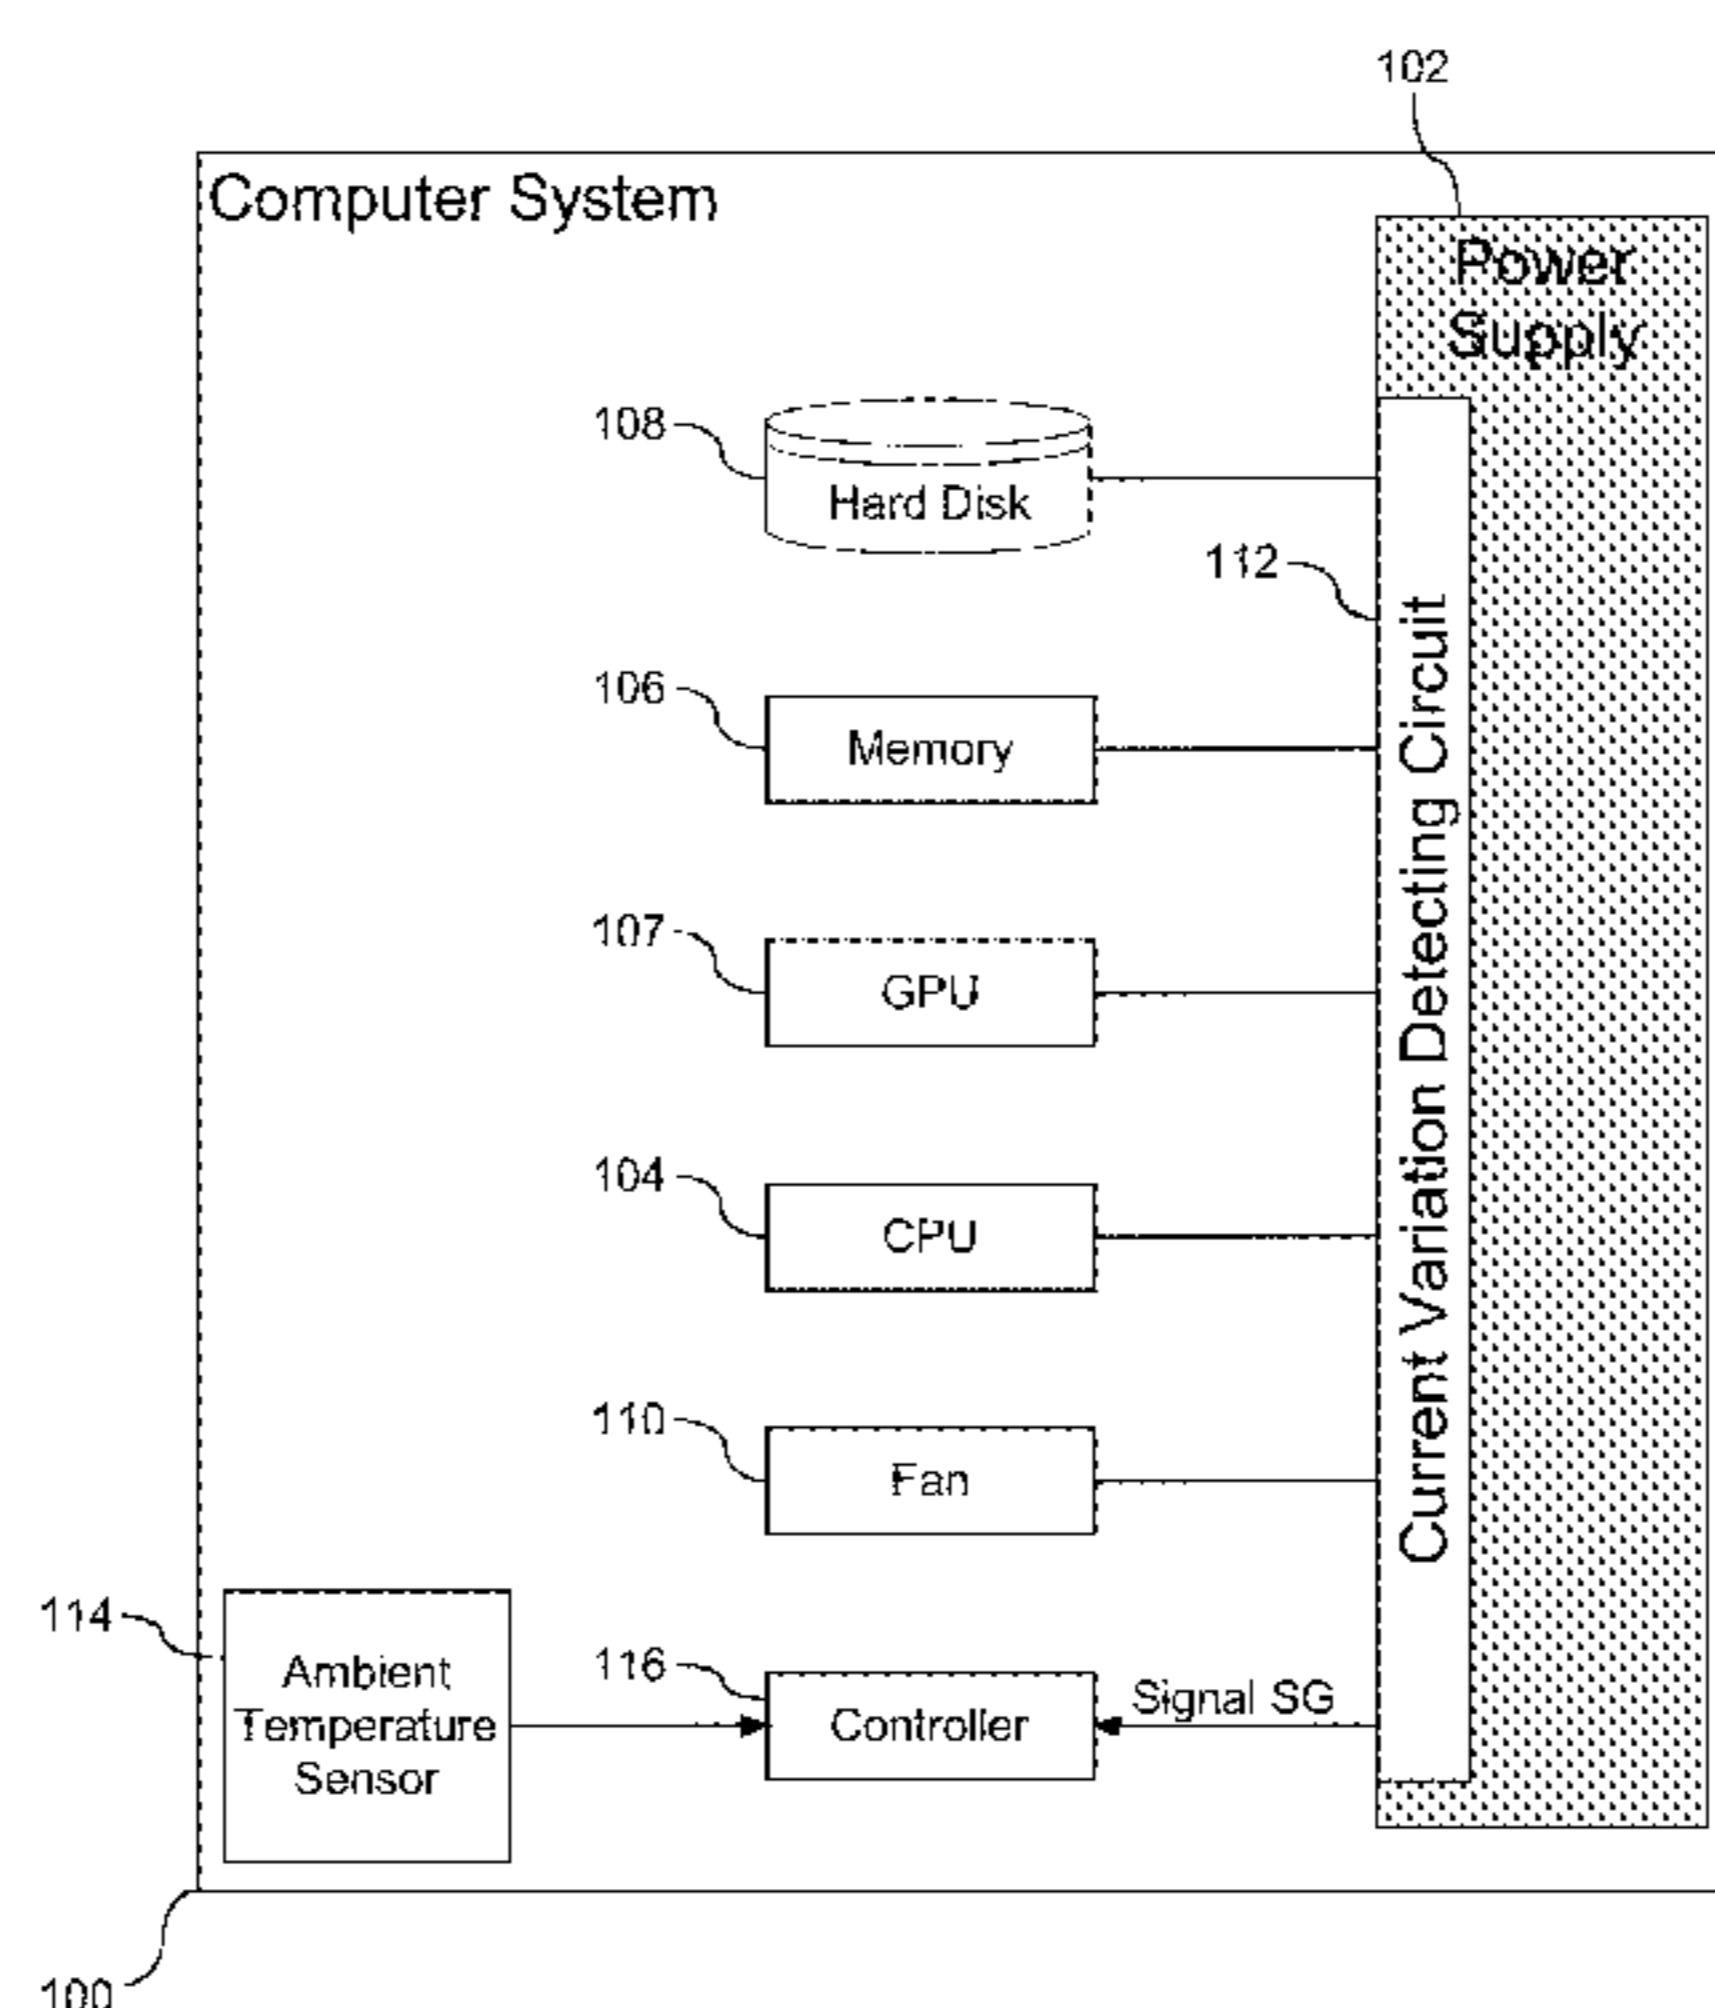 102
Computer System
Power
Supply
108
Hard Disk
112
Current Variation Detecting Circuit
106
Memory
107
GPU
104
CPU
110
Fan
114
Ambient
Temperature
Sensor
116
Controller
Signal SG
100